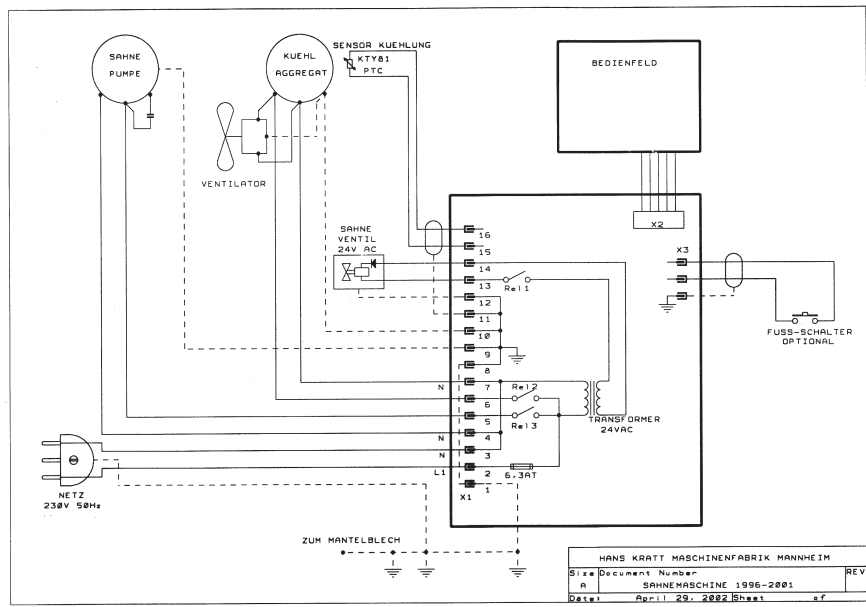 SAHNE
PUMPE
KUEHL
AGGREGAT
SENSOR KUEHLUNG
KTY81
PTC
BEDIENFELD
VENTILATOR
X2
SAHNE
VENTIL
24V AC
16
15
14
13
Rel1
12
11
10
9
8
X3
FUSS-SCHALTER
OPTIONAL
N
7
Rel2
6
5
Rel3
TRANSFORMER
24VAC
N
4
N
3
L1
2
6,3AT
X1
1
NETZ
230V 50Hz
ZUM MANTELBLECH
HANS KRATT MASCHINENFABRIK MANNHEIM
Size Document Number REV
A SAHNEMASCHINE 1996-2001
Date: April 29, 2002 Sheet of